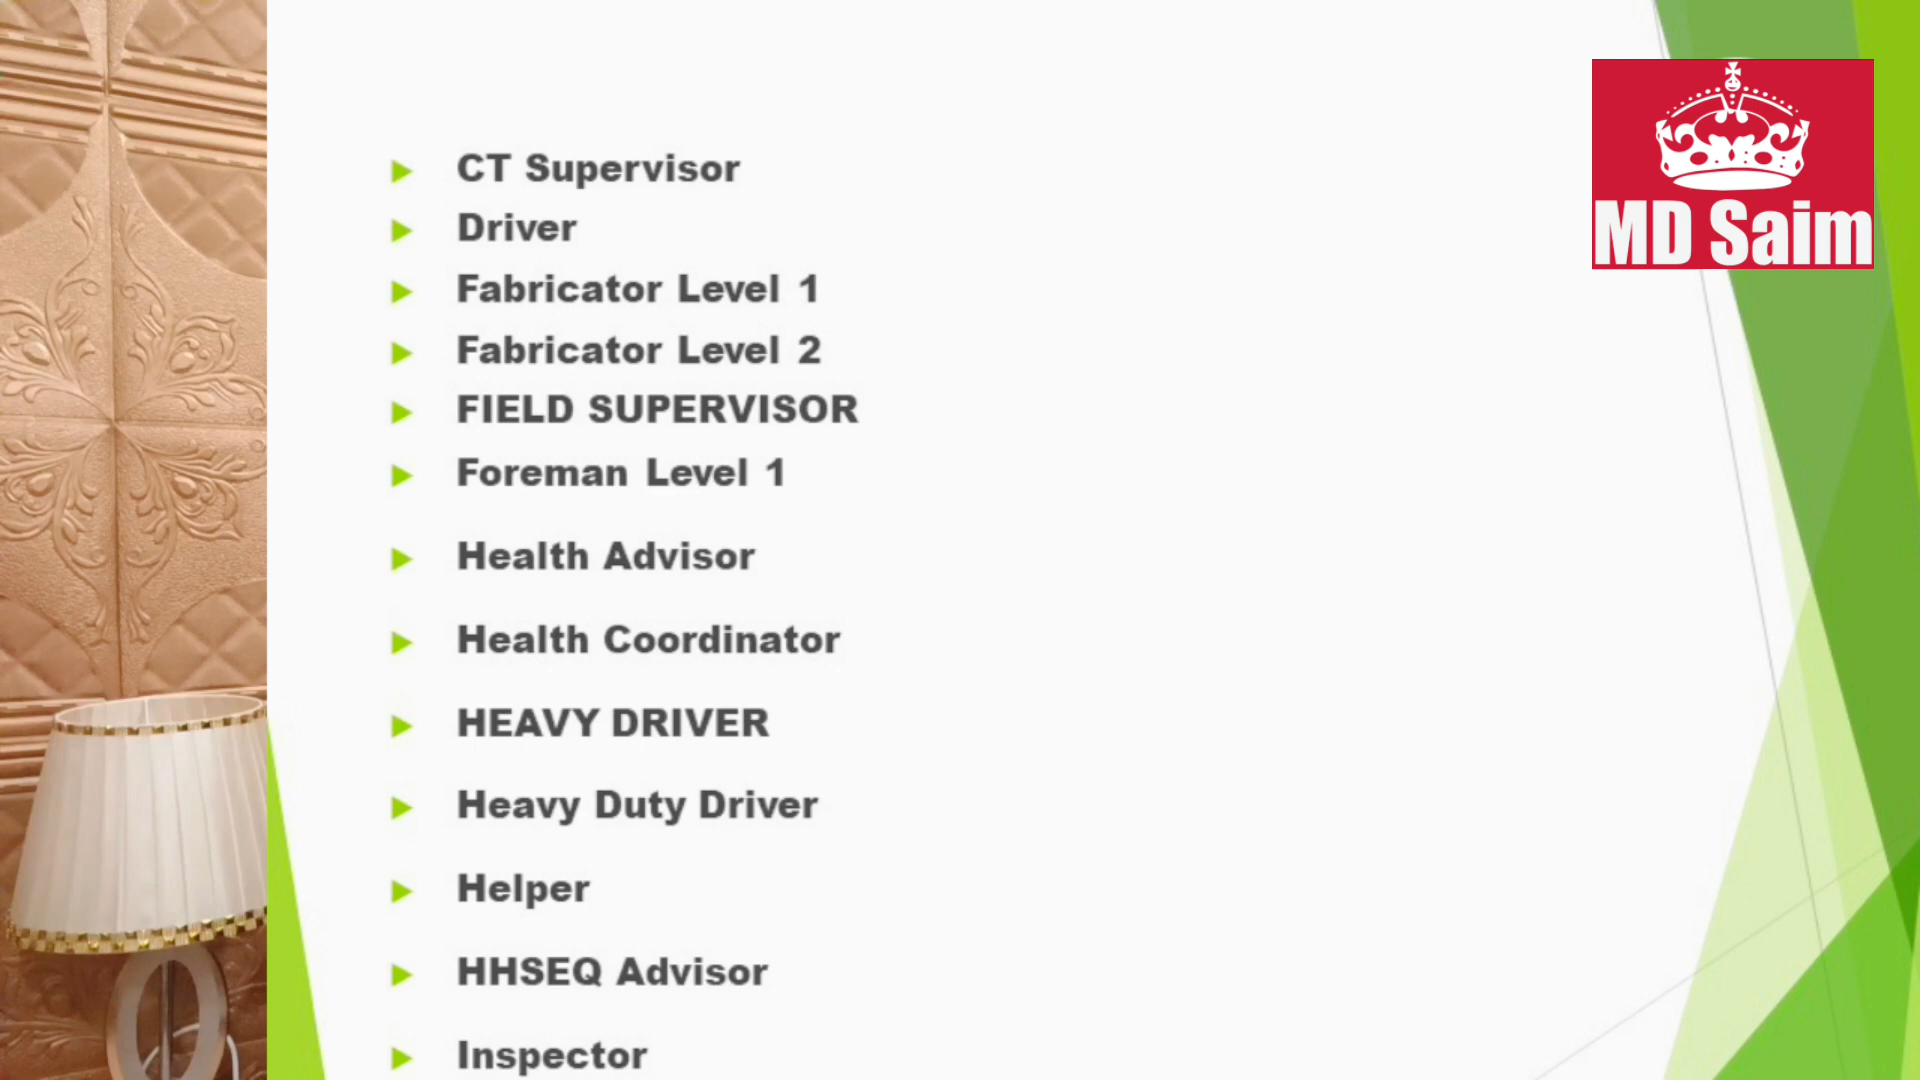 MD Saim
CT Supervisor
Driver
Fabricator Level 1
Fabricator Level 2
FIELD SUPERVISOR
Foreman Level 1
Health Advisor
Health Coordinator
HEAVY DRIVER
Heavy Duty Driver
Helper
HHSEQ Advisor
Inspector